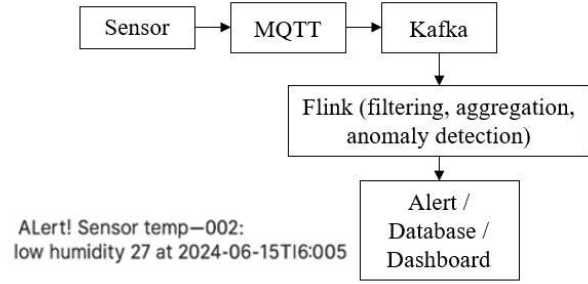 Sensor
MQTT
Kafka
Flink (filtering, aggregation,
anomaly detection)
Alert /
Database /
Dashboard
ALert! Sensor temp—002:
low humidity 27 at 2024-06-15TI6:005